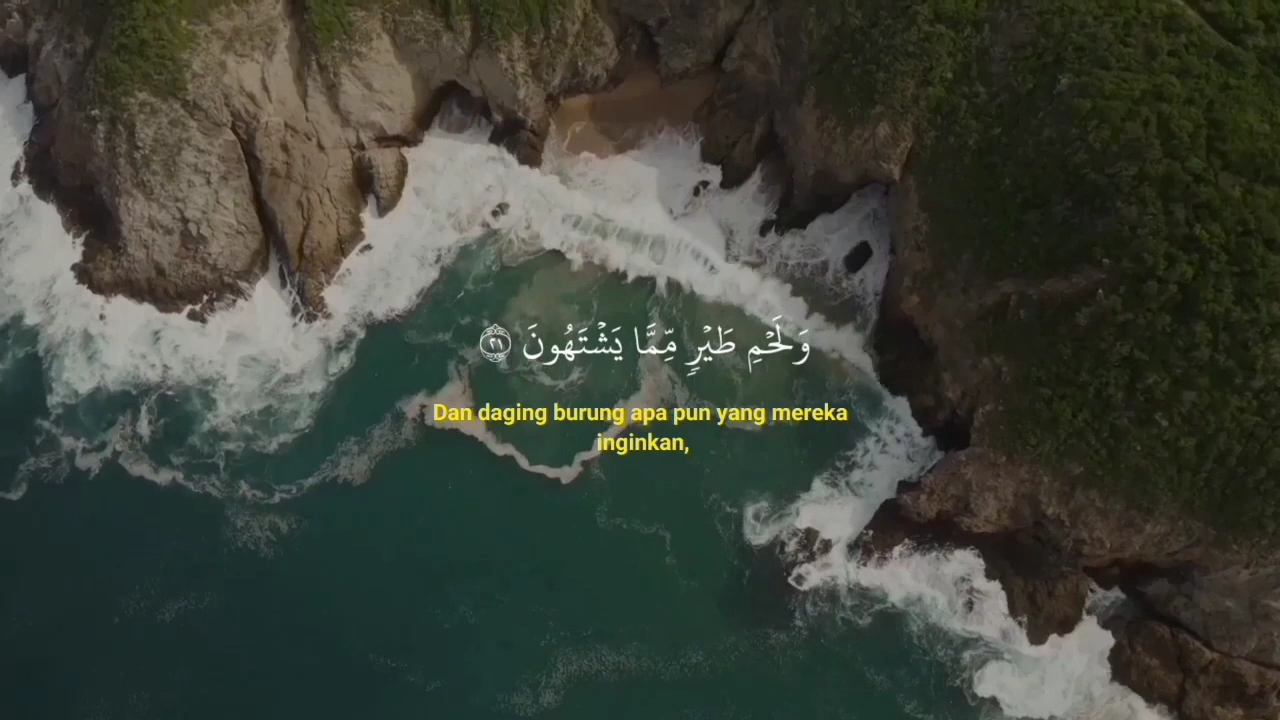 وَلَحْمِ طَيْرٍ مِّمَّا يَشْتَهُونَ ٢١
Dan daging burung apa pun yang mereka
inginkan,